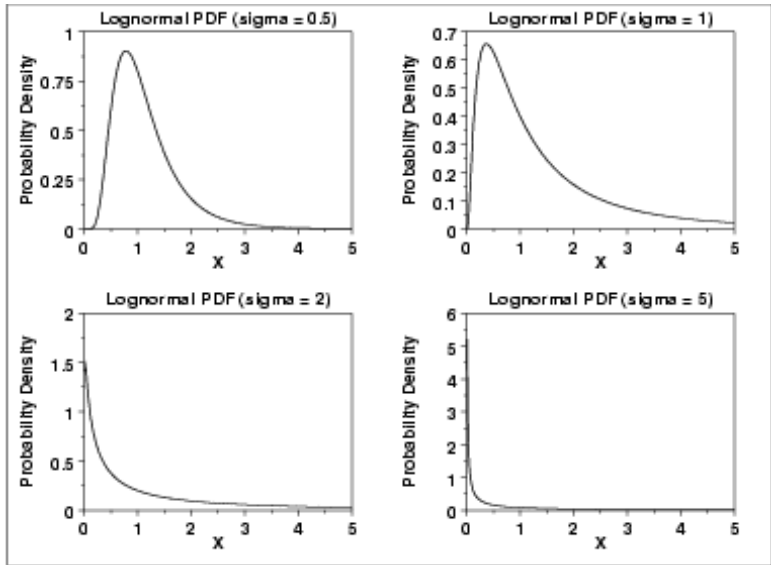 Lognormal PDF (sigma = 0.5)
Probability Density
1
0.75
0.5
0.25
0
0 1 2 3 4 5
X
Lognormal PDF (sigma = 1)
Probability Density
0.7
0.6
0.5
0.4
0.3
0.2
0.1
0
0 1 2 3 4 5
X
Lognormal PDF (sigma = 2)
Probability Density
2
1.5
1
0.5
0
0 1 2 3 4 5
X
Lognormal PDF (sigma = 5)
Probability Density
6
5
4
3
2
1
0
0 1 2 3 4 5
X